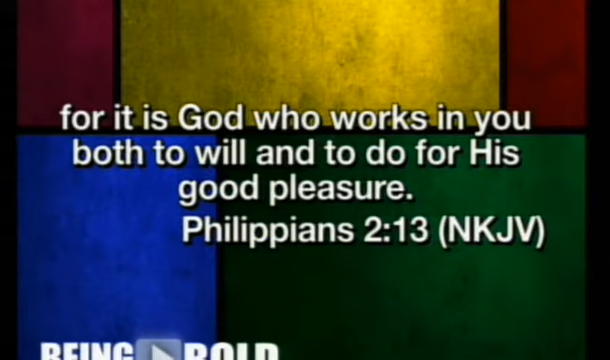 for it is God who works in you
both to will and to do for His
good pleasure.
Philippians 2:13 (NKJV)
BEING BOLD